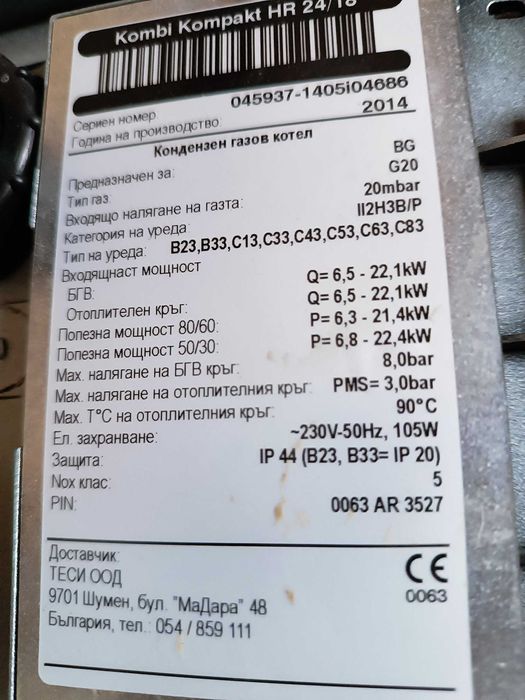 Kombi Kompakt HR 24/18
Сериен номер 045937-1405i04686
Година на производство 2014
Кондензен газов котел
Предназначен за: BG
Тип газ: G20
Входящо налягане на газта: 20mbar
Категория на уреда: II2H3B/P
Тип на уреда: B23,B33,C13,C33,C43,C53,C63,C83
Входящнаст мощност
БГВ: Q= 6,5 - 22,1kW
Отоплителен кръг: Q= 6,5 - 22,1kW
Полезна мощност 80/60: P= 6,3 - 21,4kW
Полезна мощност 50/30: P= 6,8 - 22,4kW
Мах. налягане на БГВ кръг: 8,0bar
Мах. налягане на отоплителния кръг: PMS= 3,0bar
Мах. Т°С на отоплителния кръг: 90°C
Ел. захранване: ~230V-50Hz, 105W
Защита: IP 44 (B23, B33= IP 20)
Nox клас: 5
PIN: 0063 AR 3527
Доставчик:
ТЕСИ ООД
9701 Шумен, бул. "МаДара" 48
България, тел.: 054 / 859 111
CE
0063